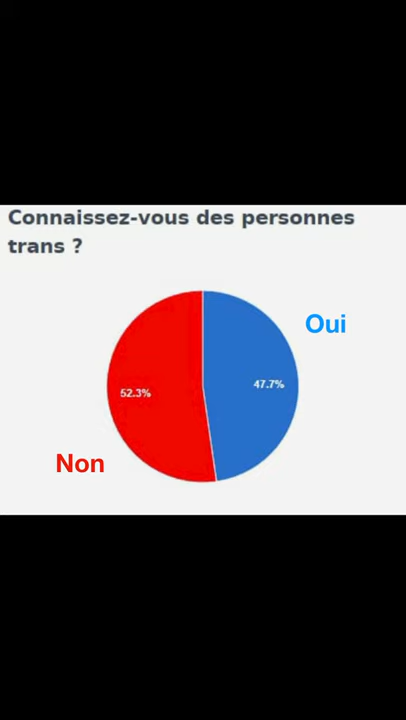 Connaissez-vous des personnes
trans ?
Oui
47.7%
52.3%
Non